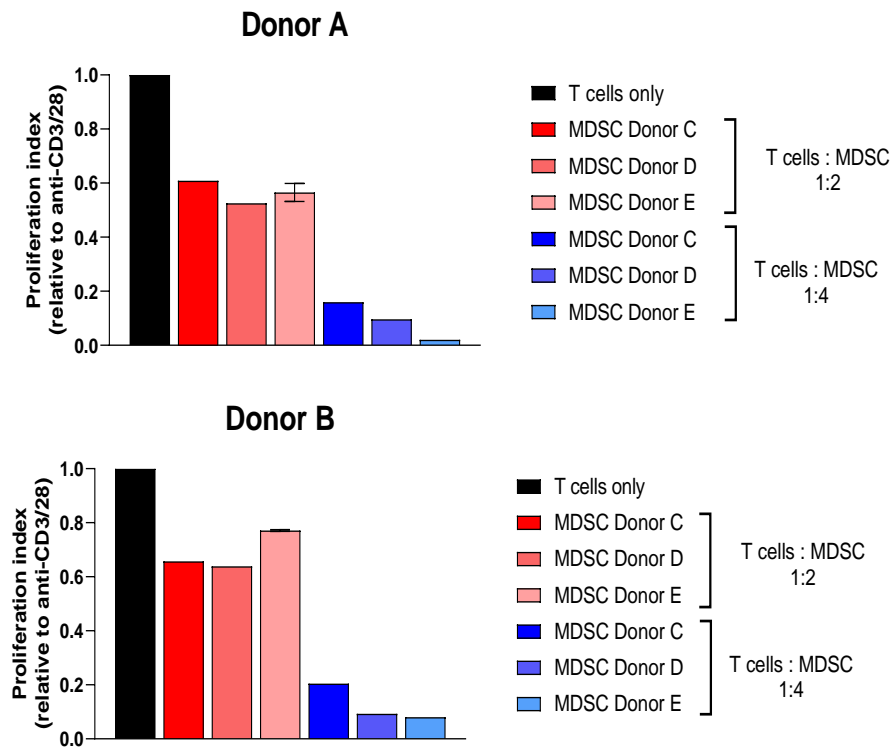 Donor A
Proliferation index
(relative to anti-CD3/28)
1.0
0.8
0.6
0.4
0.2
0.0
T cells only
MDSC Donor C
MDSC Donor D
MDSC Donor E
MDSC Donor C
MDSC Donor D
MDSC Donor E
T cells : MDSC
1:2
T cells : MDSC
1:4
Donor B
Proliferation index
(relative to anti-CD3/28)
1.0
0.8
0.6
0.4
0.2
0.0
T cells only
MDSC Donor C
MDSC Donor D
MDSC Donor E
MDSC Donor C
MDSC Donor D
MDSC Donor E
T cells : MDSC
1:2
T cells : MDSC
1:4